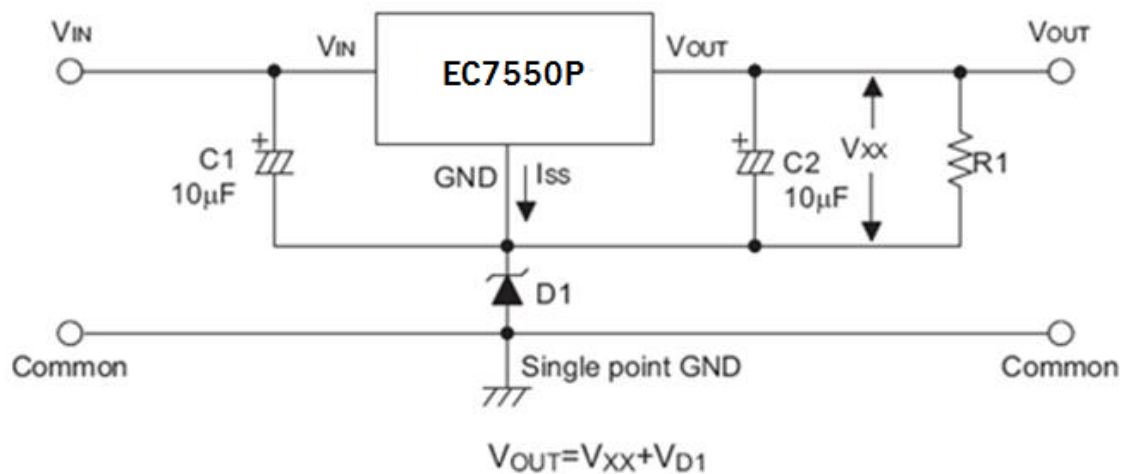 VIN
VIN
EC7550P
VOUT
VOUT
C1
10µF
GND
ISS
C2
10µF
VXX
R1
D1
Common
Single point GND
Common
VOUT=VXX+VD1